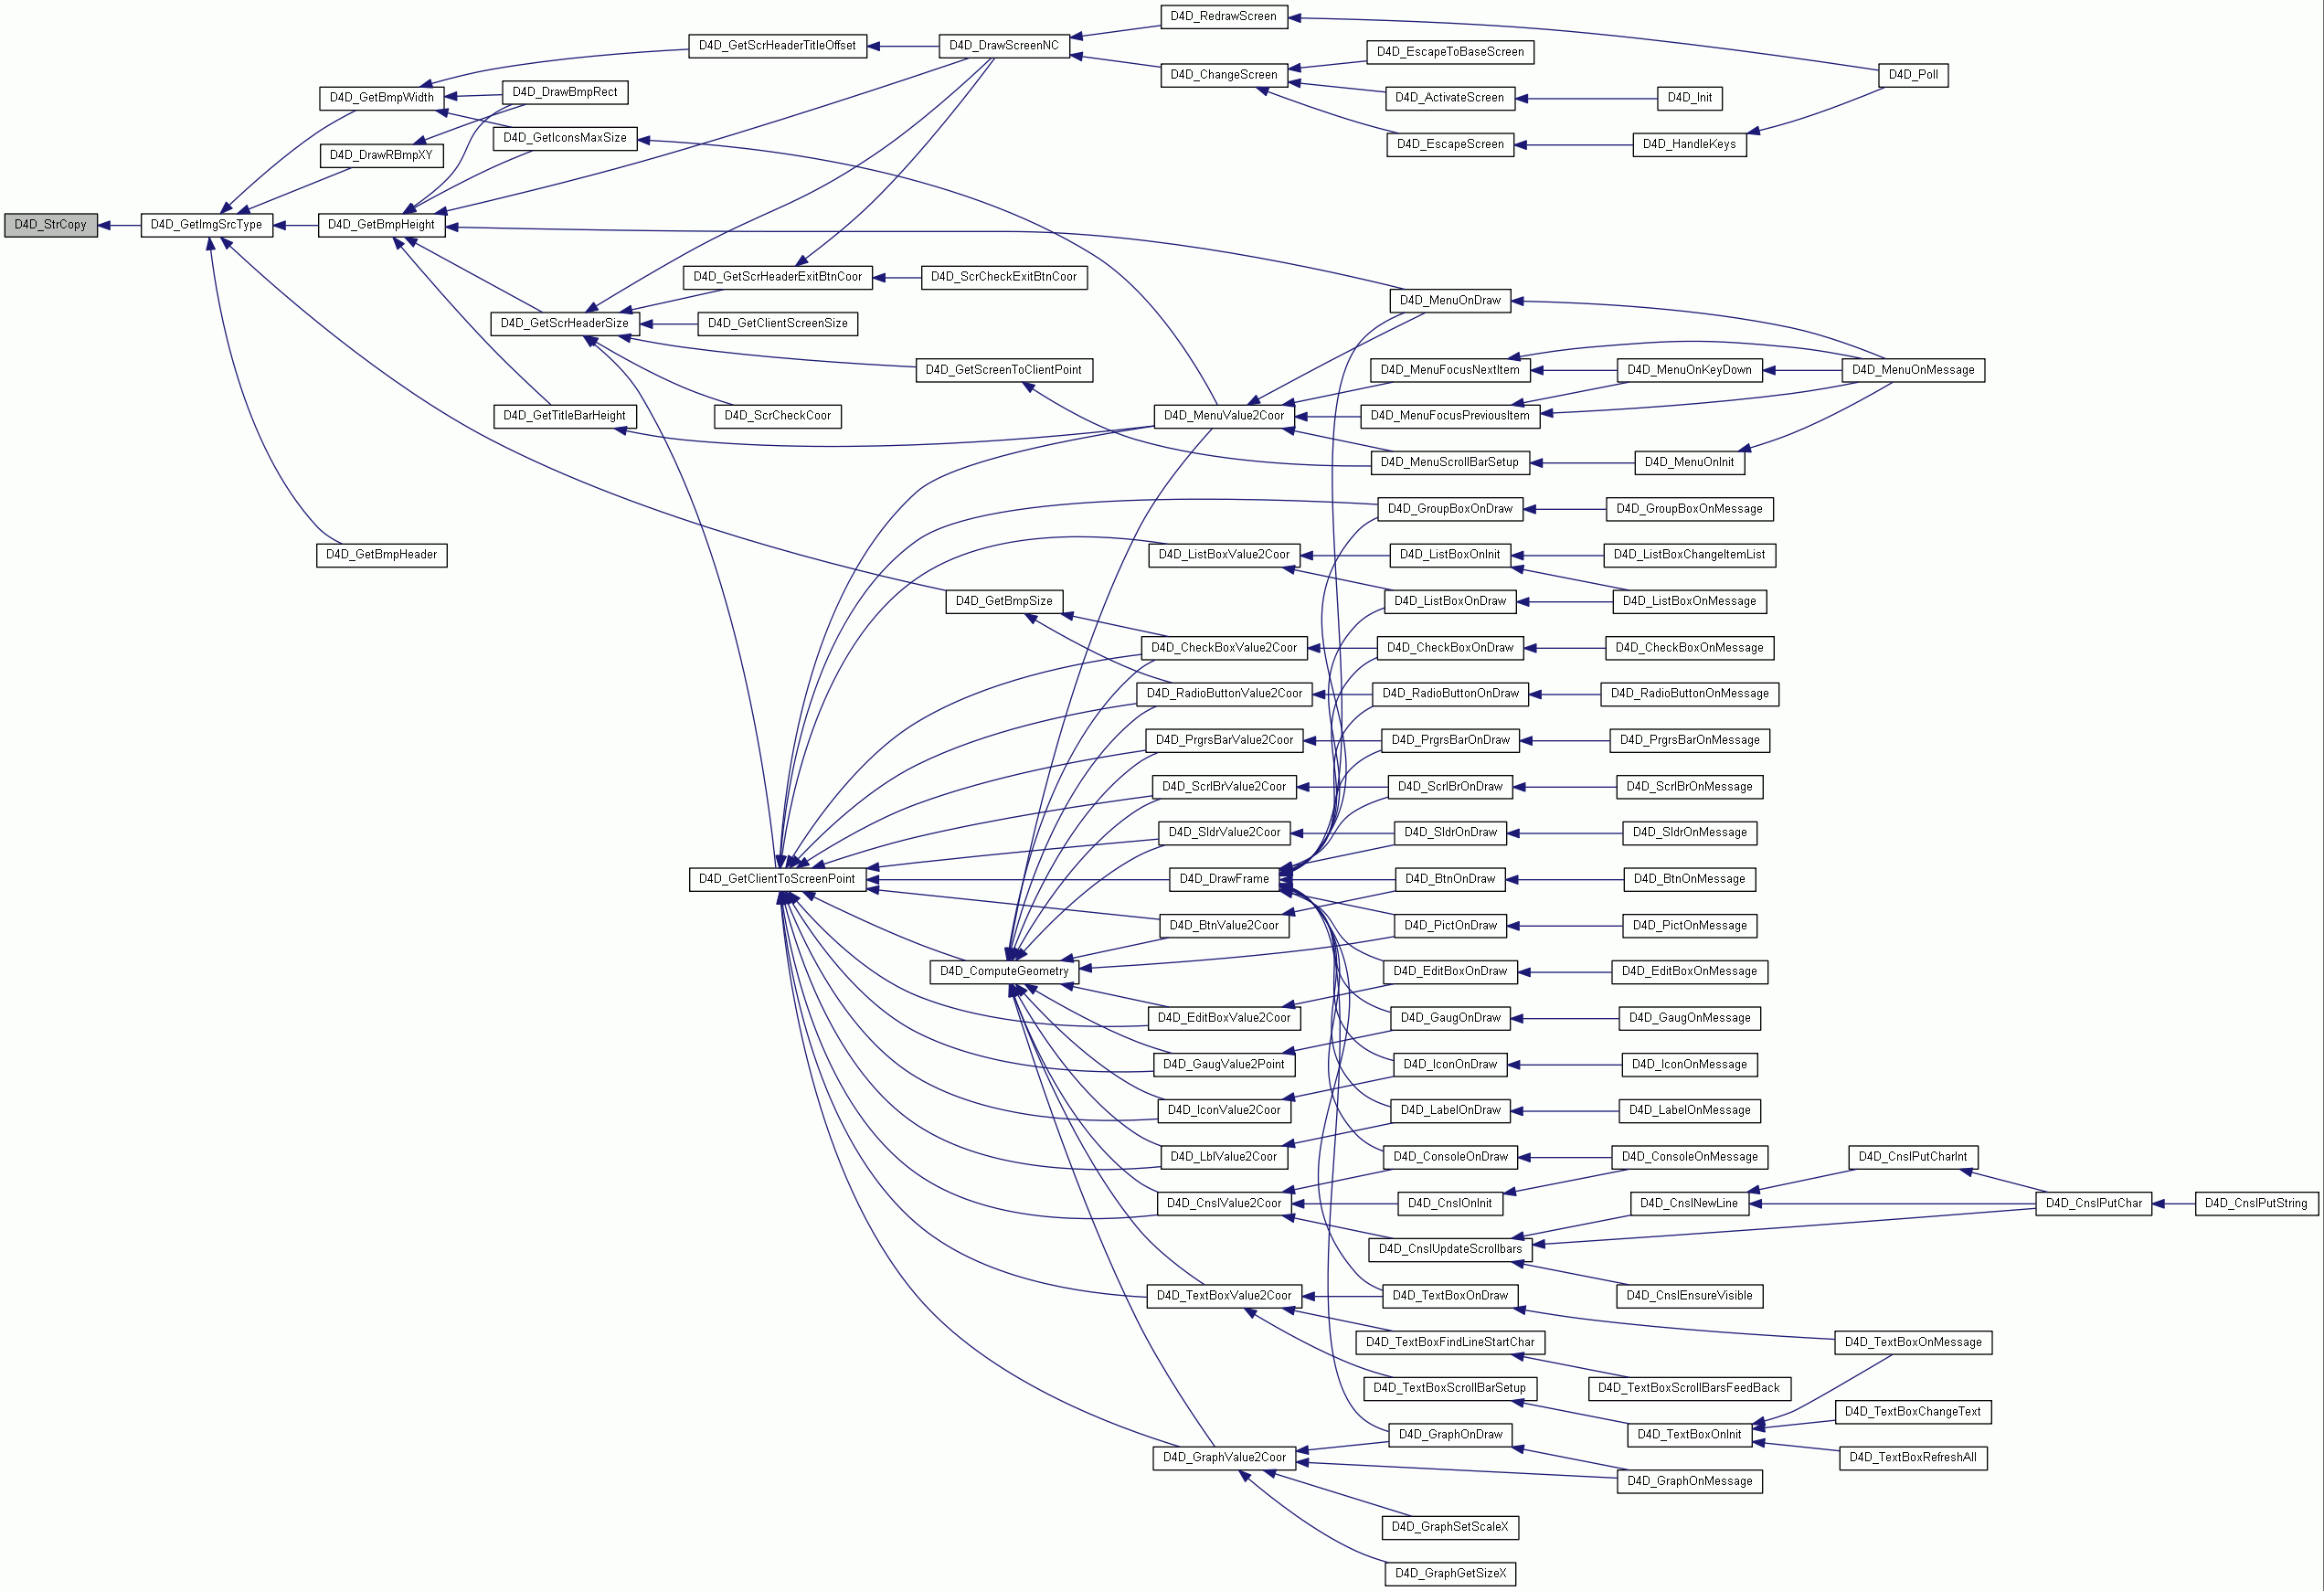 D4D_RedrawScreen
D4D_GetScrHeaderTitleOffset
D4D_DrawScreenNC
D4D_EscapeToBaseScreen
D4D_ChangeScreen
D4D_Poll
D4D_GetBmpWidth
D4D_DrawBmpRect
D4D_ActivateScreen
D4D_Init
D4D_GetIconsMaxSize
D4D_EscapeScreen
D4D_HandleKeys
D4D_DrawRBmpXY
D4D_StrCopy
D4D_GetImgSrcType
D4D_GetBmpHeight
D4D_GetScrHeaderExitBtnCoor
D4D_ScrCheckExitBtnCoor
D4D_MenuOnDraw
D4D_GetScrHeaderSize
D4D_GetClientScreenSize
D4D_GetScreenToClientPoint
D4D_MenuFocusNextItem
D4D_MenuOnKeyDown
D4D_MenuOnMessage
D4D_GetTitleBarHeight
D4D_ScrCheckCoor
D4D_MenuValue2Coor
D4D_MenuFocusPreviousItem
D4D_MenuScrollBarSetup
D4D_MenuOnInit
D4D_GroupBoxOnDraw
D4D_GroupBoxOnMessage
D4D_GetBmpHeader
D4D_ListBoxValue2Coor
D4D_ListBoxOnInit
D4D_ListBoxChangeItemList
D4D_GetBmpSize
D4D_ListBoxOnDraw
D4D_ListBoxOnMessage
D4D_CheckBoxValue2Coor
D4D_CheckBoxOnDraw
D4D_CheckBoxOnMessage
D4D_RadioButtonValue2Coor
D4D_RadioButtonOnDraw
D4D_RadioButtonOnMessage
D4D_PrgrsBarValue2Coor
D4D_PrgrsBarOnDraw
D4D_PrgrsBarOnMessage
D4D_ScrlBrValue2Coor
D4D_ScrlBrOnDraw
D4D_ScrlBrOnMessage
D4D_SldrValue2Coor
D4D_SldrOnDraw
D4D_SldrOnMessage
D4D_GetClientToScreenPoint
D4D_DrawFrame
D4D_BtnOnDraw
D4D_BtnOnMessage
D4D_BtnValue2Coor
D4D_PictOnDraw
D4D_PictOnMessage
D4D_ComputeGeometry
D4D_EditBoxOnDraw
D4D_EditBoxOnMessage
D4D_EditBoxValue2Coor
D4D_GaugOnDraw
D4D_GaugOnMessage
D4D_GaugValue2Point
D4D_IconOnDraw
D4D_IconOnMessage
D4D_IconValue2Coor
D4D_LabelOnDraw
D4D_LabelOnMessage
D4D_LblValue2Coor
D4D_ConsoleOnDraw
D4D_ConsoleOnMessage
D4D_CnslPutCharInt
D4D_CnslValue2Coor
D4D_CnslOnInit
D4D_CnslNewLine
D4D_CnslPutChar
D4D_CnslPutString
D4D_CnslUpdateScrollbars
D4D_TextBoxValue2Coor
D4D_TextBoxOnDraw
D4D_CnslEnsureVisible
D4D_TextBoxFindLineStartChar
D4D_TextBoxOnMessage
D4D_TextBoxScrollBarSetup
D4D_TextBoxScrollBarsFeedBack
D4D_TextBoxChangeText
D4D_GraphOnDraw
D4D_TextBoxOnInit
D4D_GraphValue2Coor
D4D_TextBoxRefreshAll
D4D_GraphOnMessage
D4D_GraphSetScaleX
D4D_GraphGetSizeX